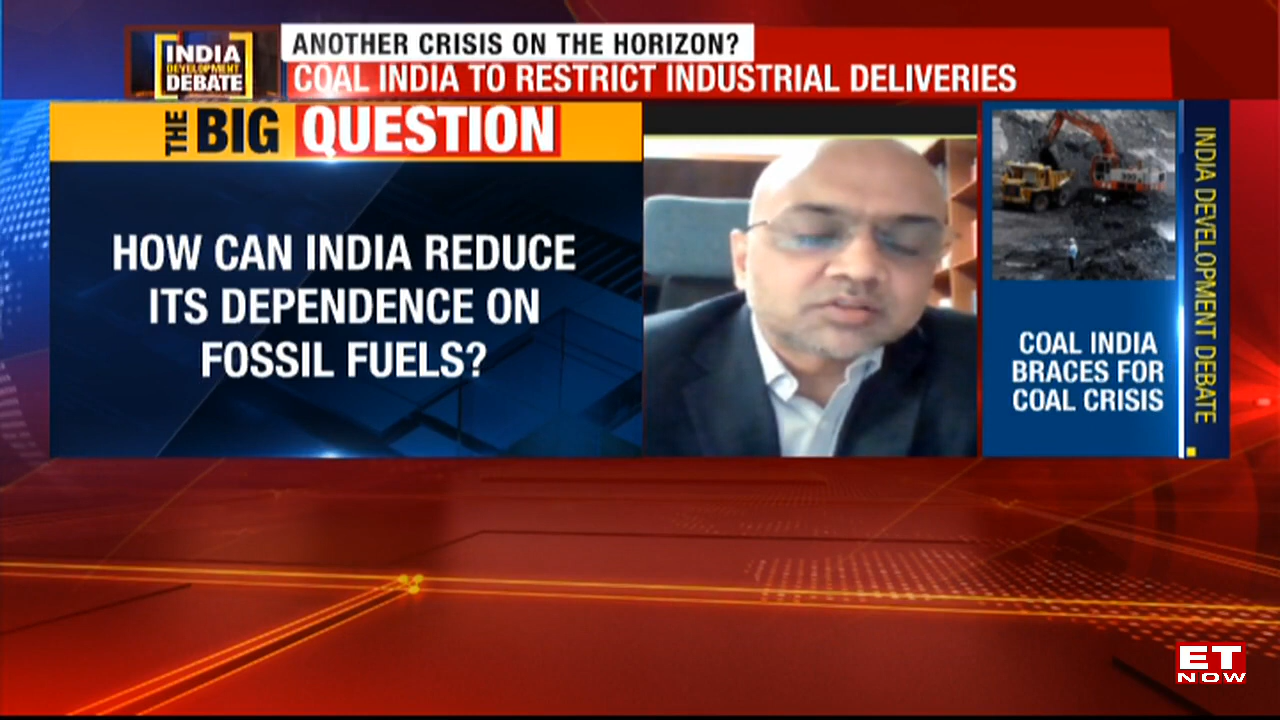 INDIA
DEVELOPMENT
DEBATE
ANOTHER CRISIS ON THE HORIZON?
COAL INDIA TO RESTRICT INDUSTRIAL DELIVERIES
THE BIG QUESTION
HOW CAN INDIA REDUCE
ITS DEPENDENCE ON
FOSSIL FUELS?
COAL INDIA
BRACES FOR
COAL CRISIS
INDIA DEVELOPMENT DEBATE
ET
NOW